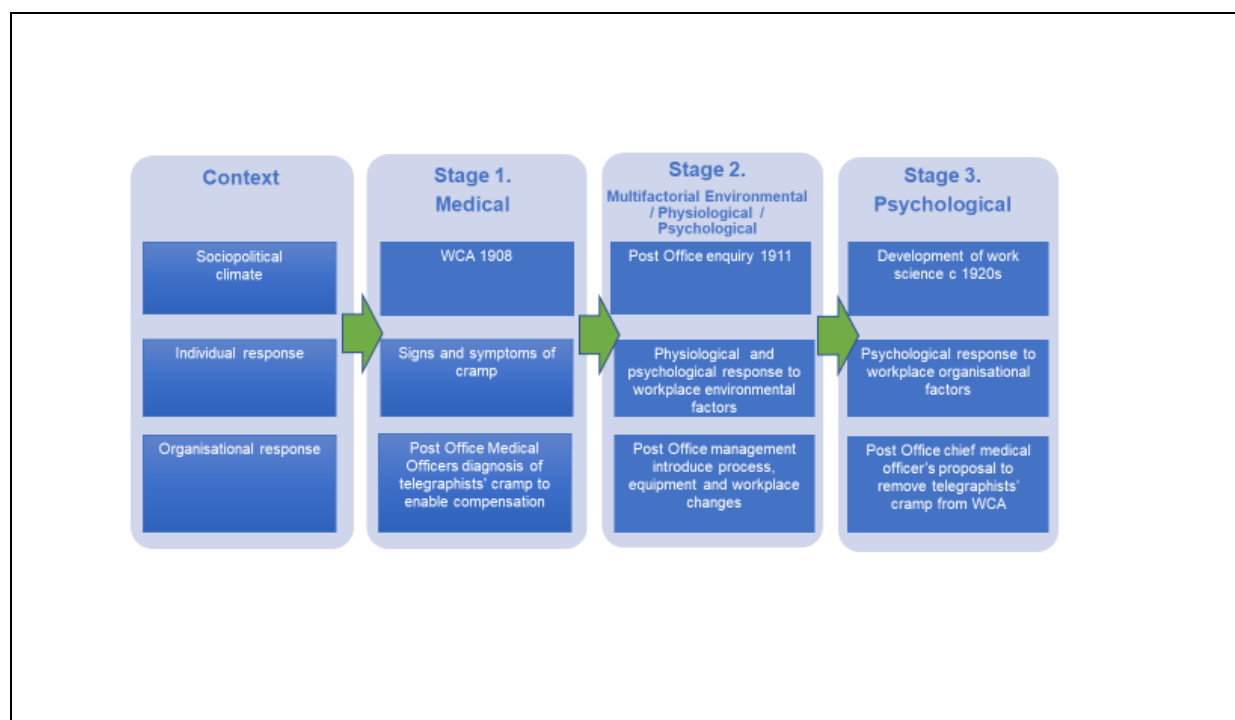 Context
Sociopolitical
climate
Individual response
Organisational response
Stage 1.
Medical
WCA 1908
Signs and symptoms of
cramp
Post Office Medical
Officers diagnosis of
telegraphists' cramp to
enable compensation
Stage 2.
Multifactorial Environmental
/ Physiological /
Psychological
Post Office enquiry 1911
Physiological and
psychological response to
workplace environmental
factors
Post Office management
introduce process,
equipment and workplace
changes
Stage 3.
Psychological
Development of work
science c 1920s
Psychological response to
workplace organisational
factors
Post Office chief medical
officer's proposal to
remove telegraphists'
cramp from WCA